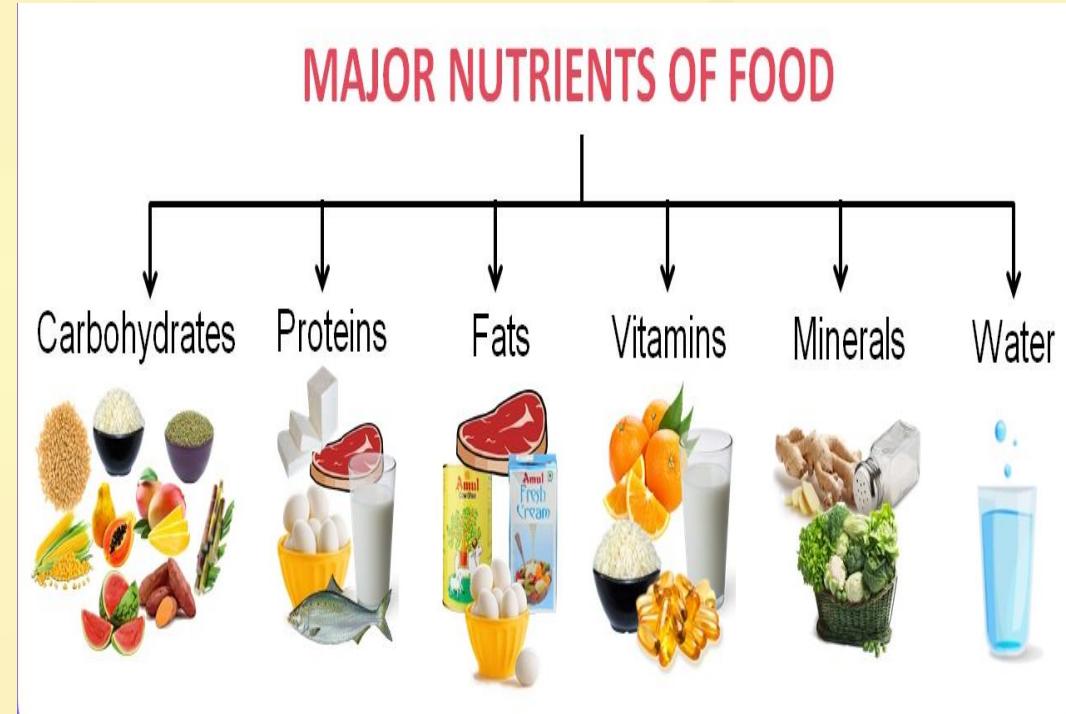 MAJOR NUTRIENTS OF FOOD
Carbohydrates Proteins Fats Vitamins Minerals Water
Amul
Amul
Fresh
Cream